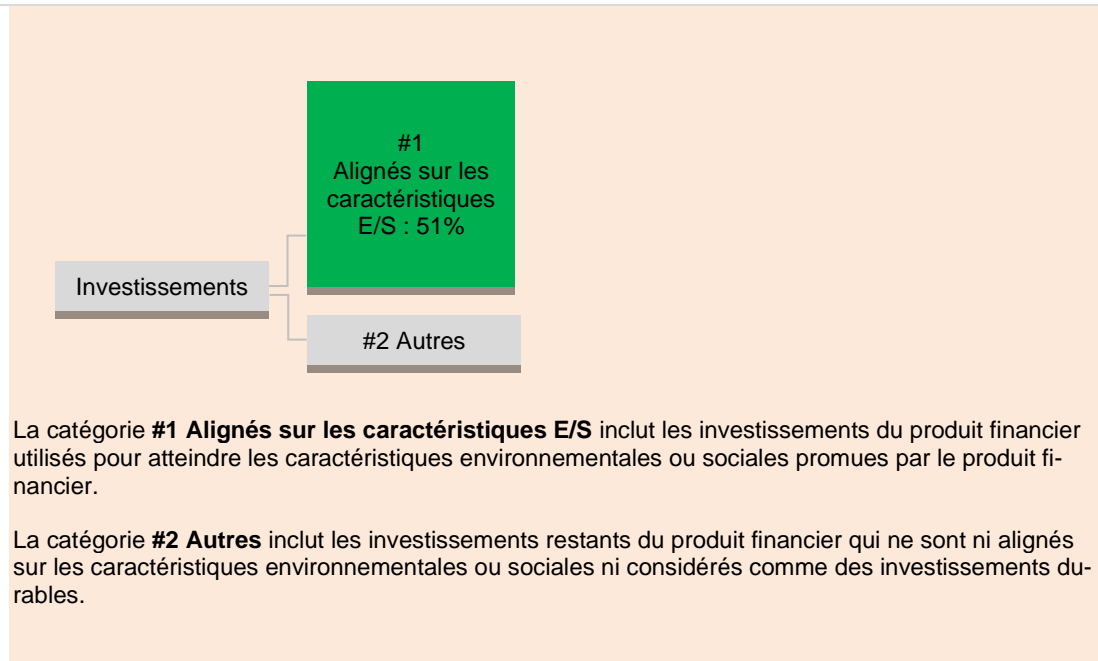 #1
Alignés sur les
caractéristiques
E/S : 51%
Investissements
#2 Autres
La catégorie #1 Alignés sur les caractéristiques E/S inclut les investissements du produit financier
utilisés pour atteindre les caractéristiques environnementales ou sociales promues par le produit fi-
nancier.
La catégorie #2 Autres inclut les investissements restants du produit financier qui ne sont ni alignés
sur les caractéristiques environnementales ou sociales ni considérés comme des investissements du-
rables.